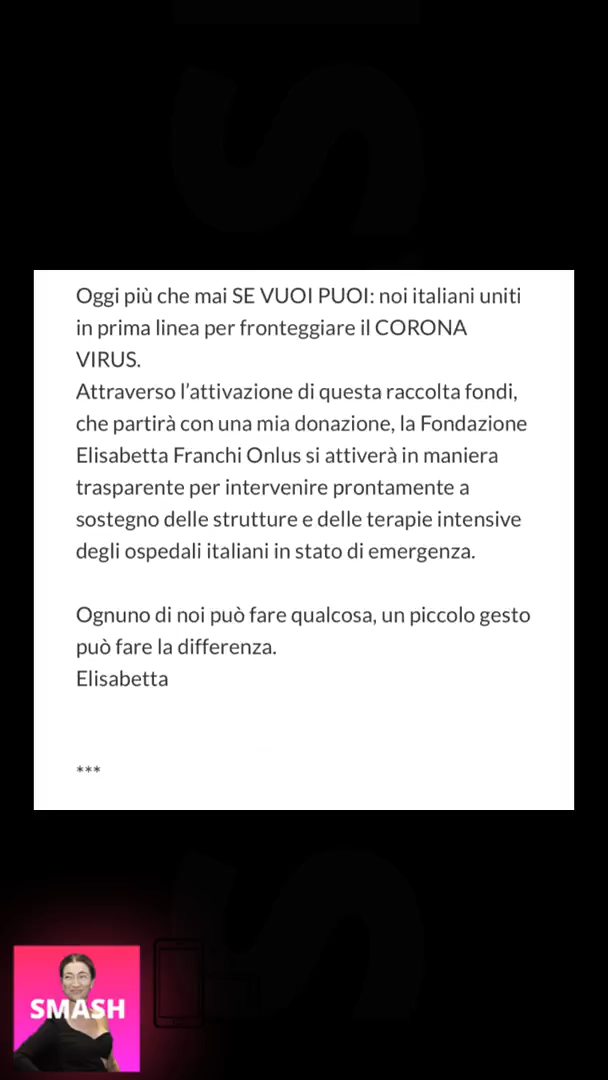 Oggi più che mai SE VUOI PUOI: noi italiani uniti
in prima linea per fronteggiare il CORONA
VIRUS.
Attraverso l’attivazione di questa raccolta fondi,
che partirà con una mia donazione, la Fondazione
Elisabetta Franchi Onlus si attiverà in maniera
trasparente per intervenire prontamente a
sostegno delle strutture e delle terapie intensive
degli ospedali italiani in stato di emergenza.
Ognuno di noi può fare qualcosa, un piccolo gesto
può fare la differenza.
Elisabetta
***
SMASH